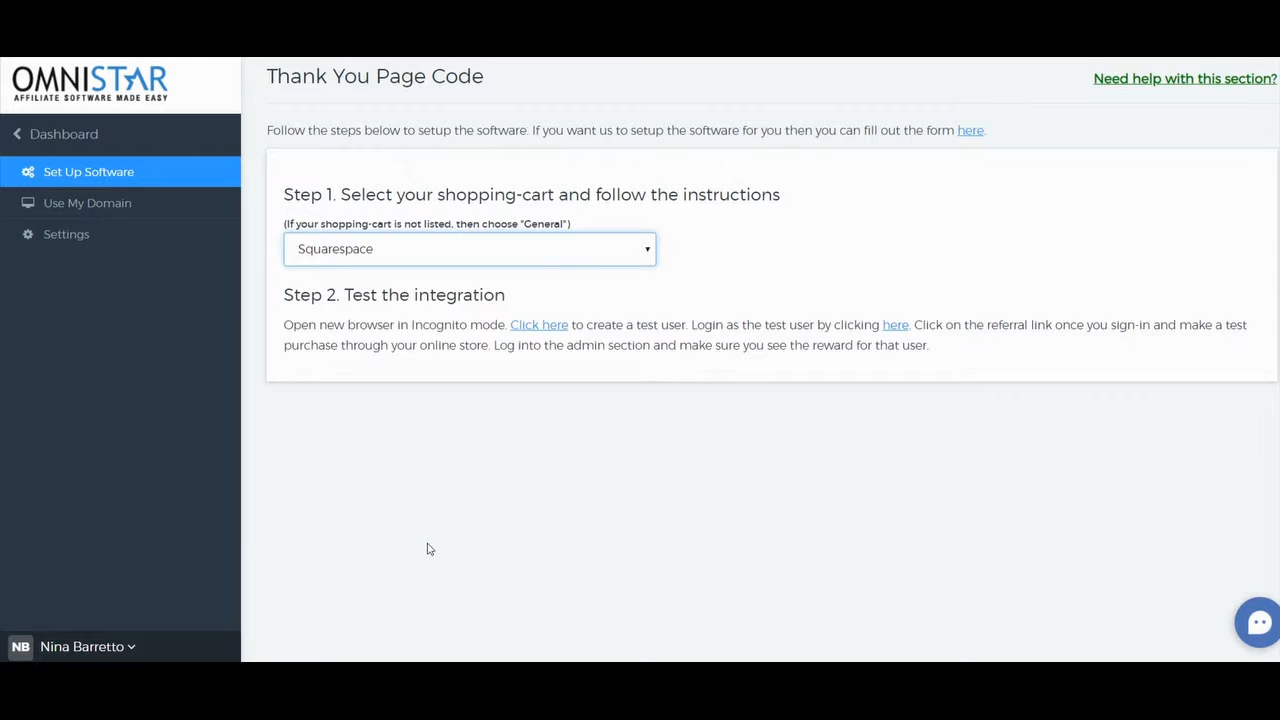 OMNISTAR
AFFILIATE SOFTWARE MADE EASY
Dashboard
Set Up Software
Use My Domain
Settings
NB Nina Barretto
Thank You Page Code
Need help with this section?
Follow the steps below to setup the software. If you want us to setup the software for you then you can fill out the form here.
Step 1. Select your shopping-cart and follow the instructions
(If your shopping-cart is not listed, then choose "General")
Squarespace
Step 2. Test the integration
Open new browser in Incognito mode. Click here to create a test user. Login as the test user by clicking here. Click on the referral link once you sign-in and make a test
purchase through your online store. Log into the admin section and make sure you see the reward for that user.